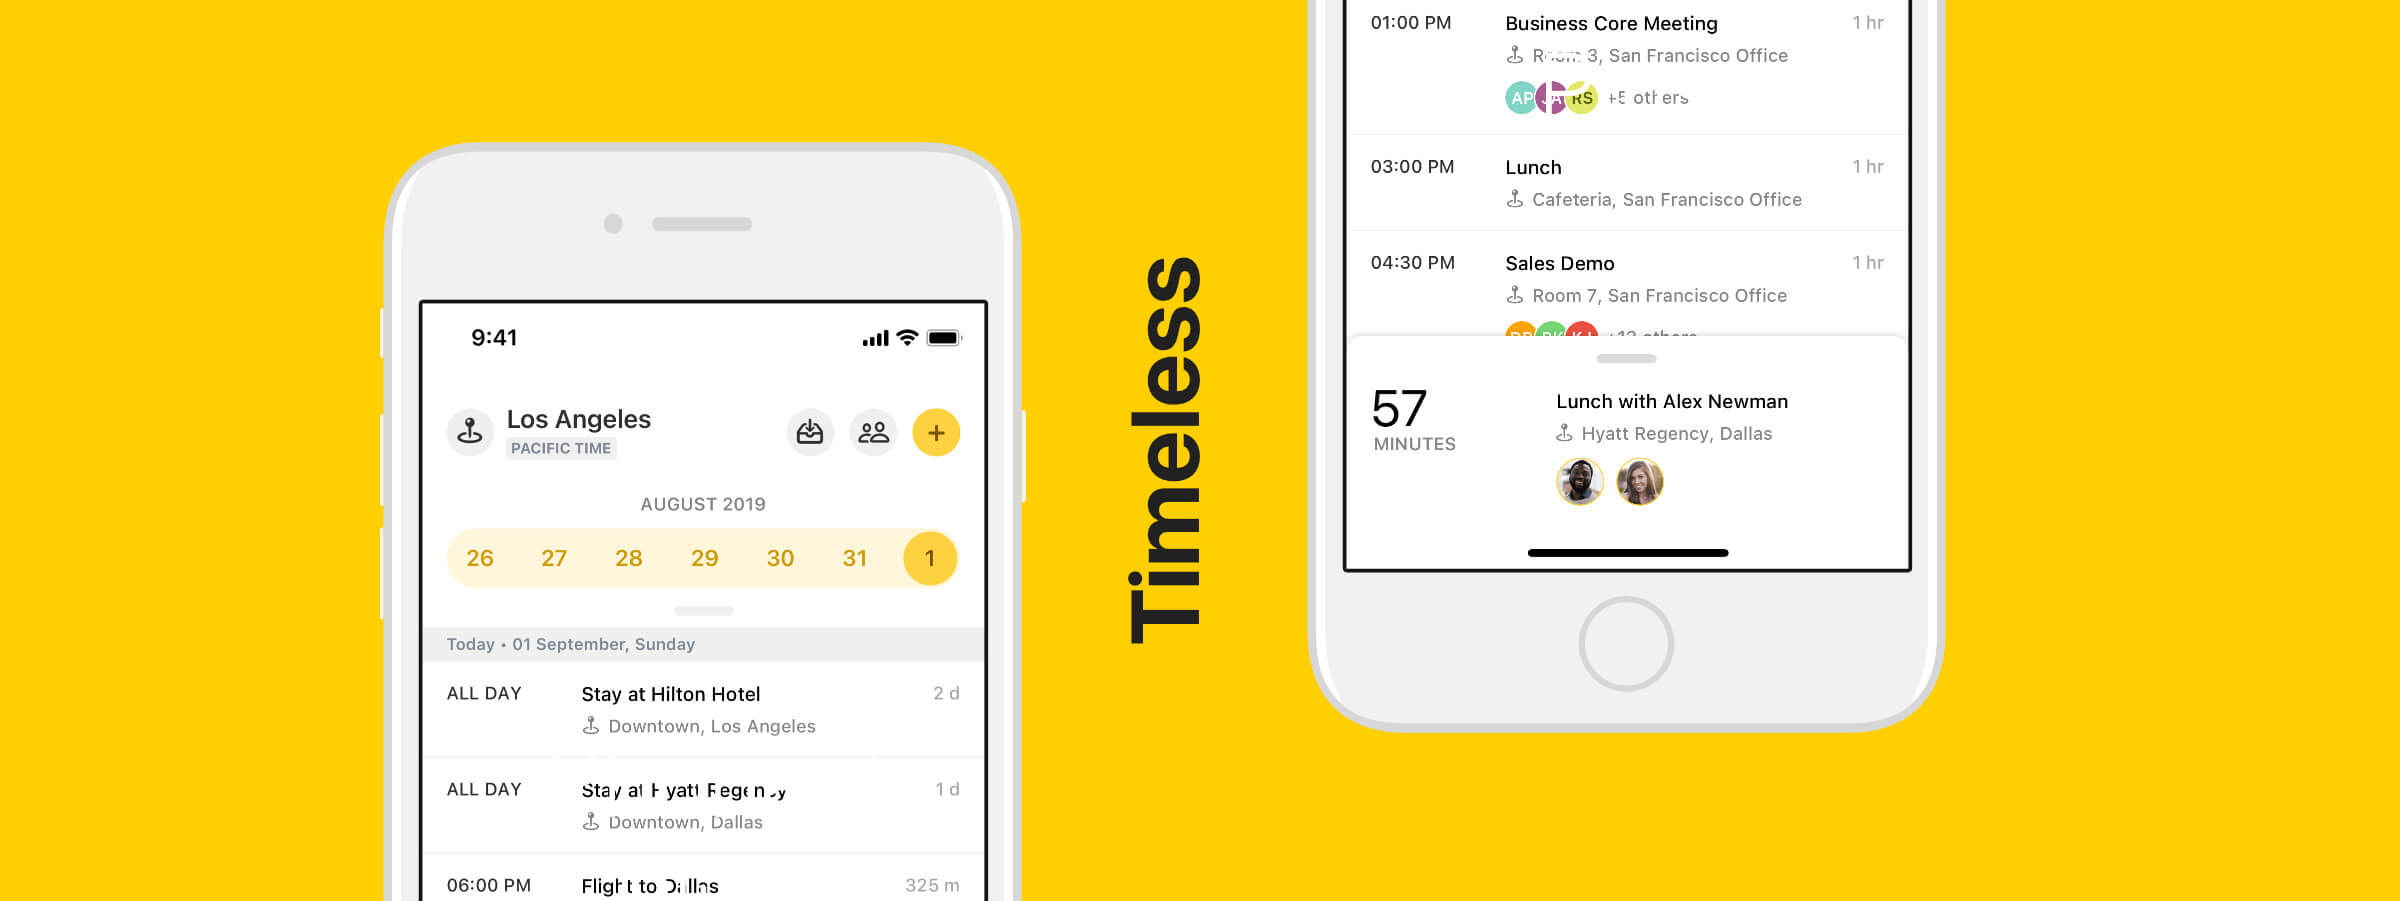 9:41
Los Angeles
PACIFIC TIME
AUGUST 2019
26 27 28 29 30 31 1
Today • 01 September, Sunday
ALL DAY Stay at Hilton Hotel 2 d
Downtown, Los Angeles
ALL DAY Stay at Hyatt Regency 1 d
Downtown, Dallas
06:00 PM Flight to Dallas 325 m
Timeless
01:00 PM Business Core Meeting 1 hr
Room 3, San Francisco Office
AP JA RS +5 others
03:00 PM Lunch 1 hr
Cafeteria, San Francisco Office
04:30 PM Sales Demo 1 hr
Room 7, San Francisco Office
+13 others
57 Lunch with Alex Newman
MINUTES Hyatt Regency, Dallas